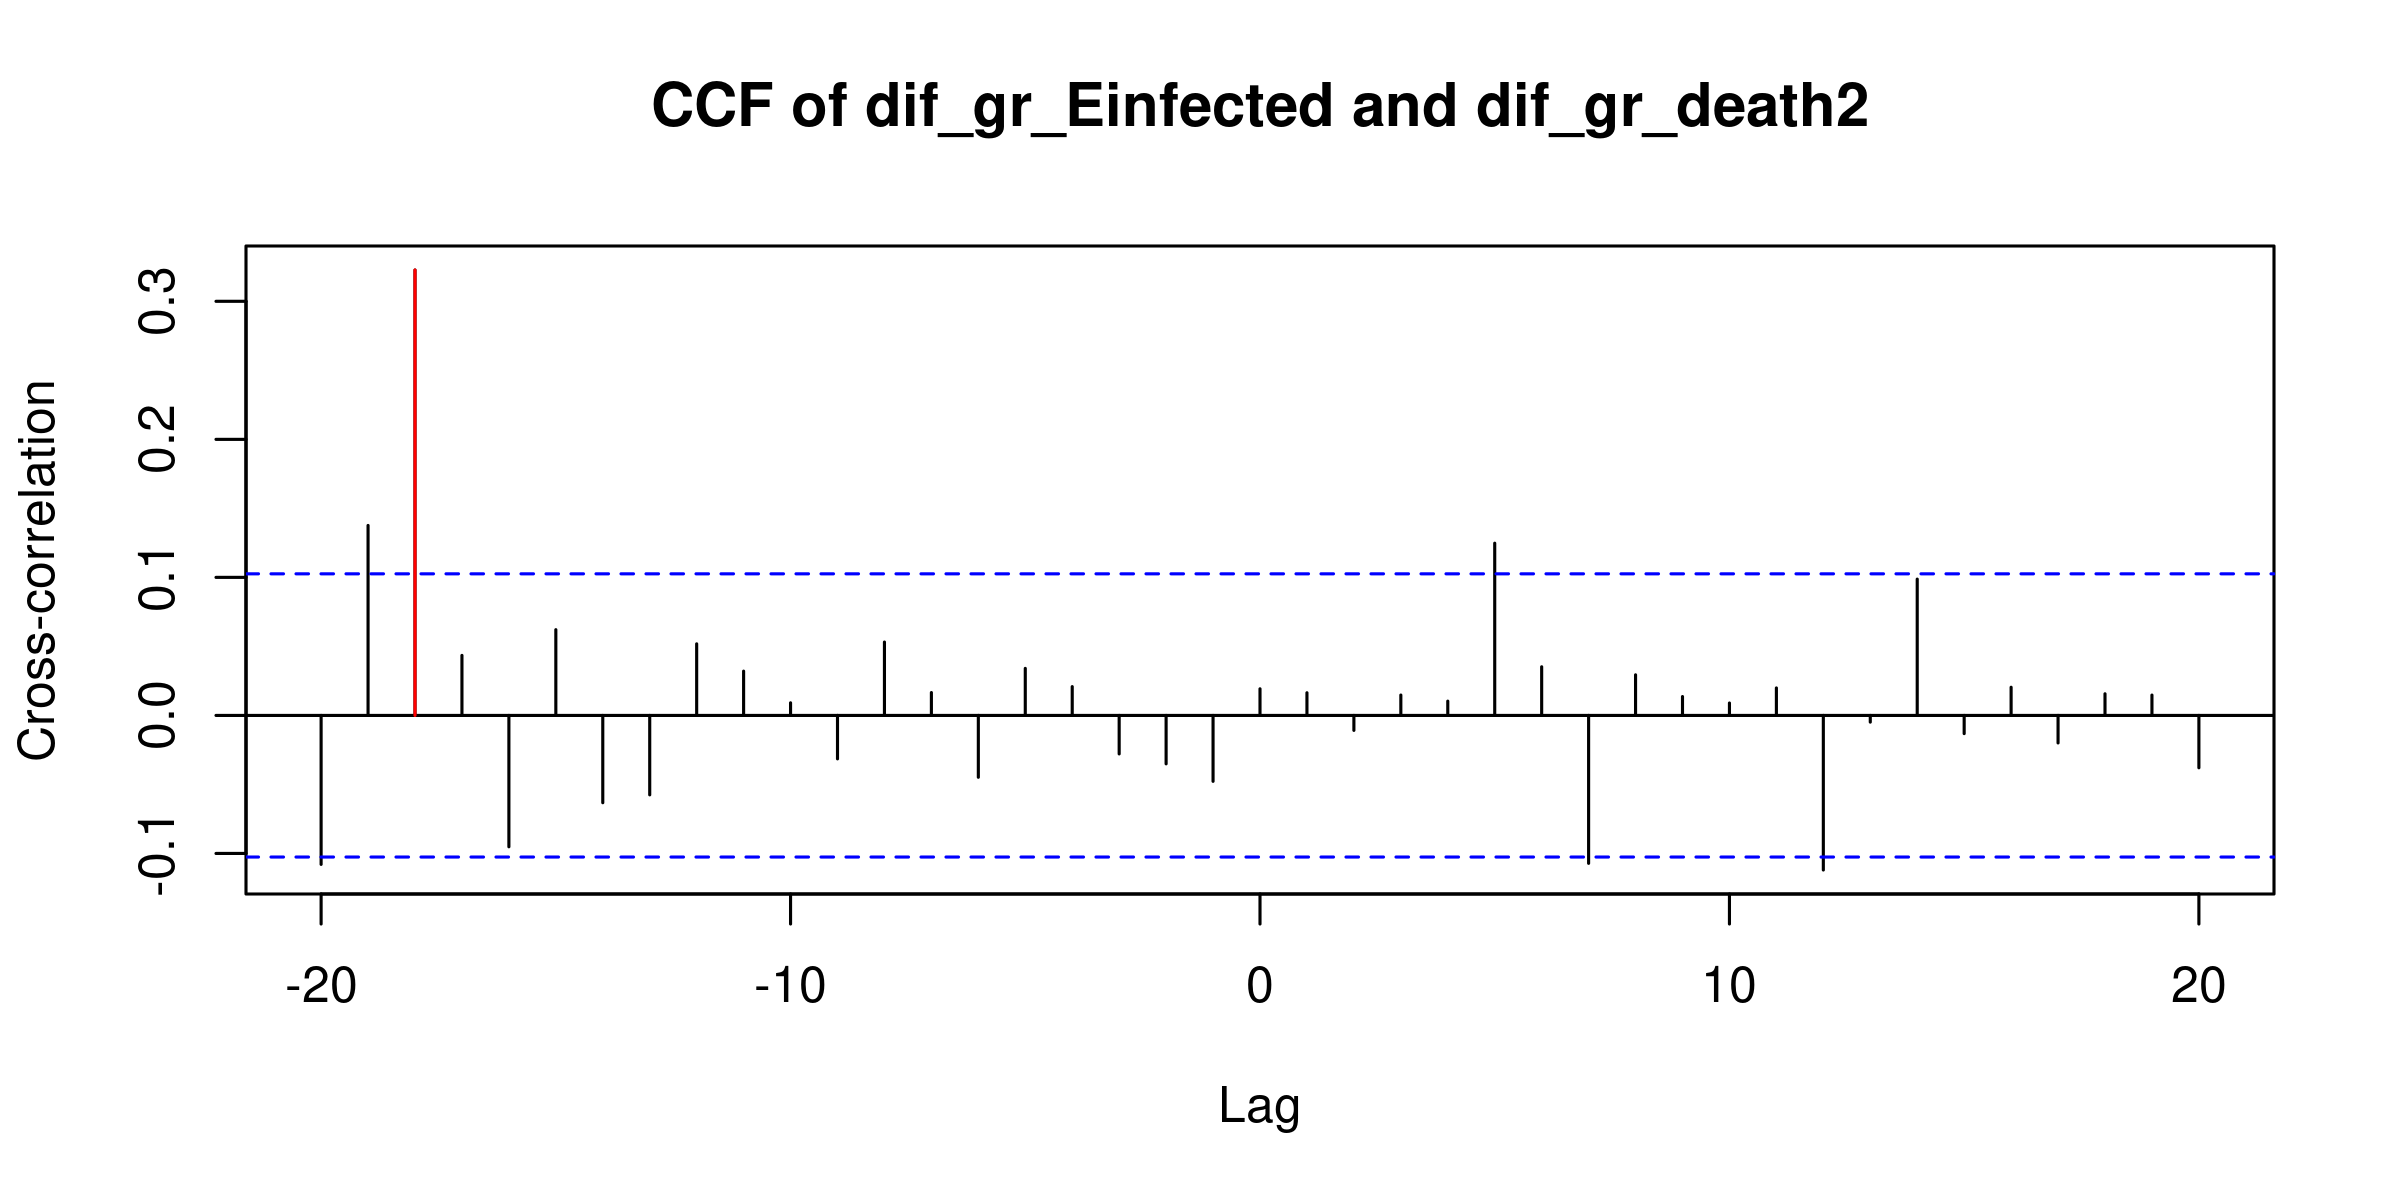 CCF of dif_gr_Einfected and dif_gr_death2
Cross-correlation
0.3
0.2
0.1
0.0
-0.1
-20 -10 0 10 20
Lag